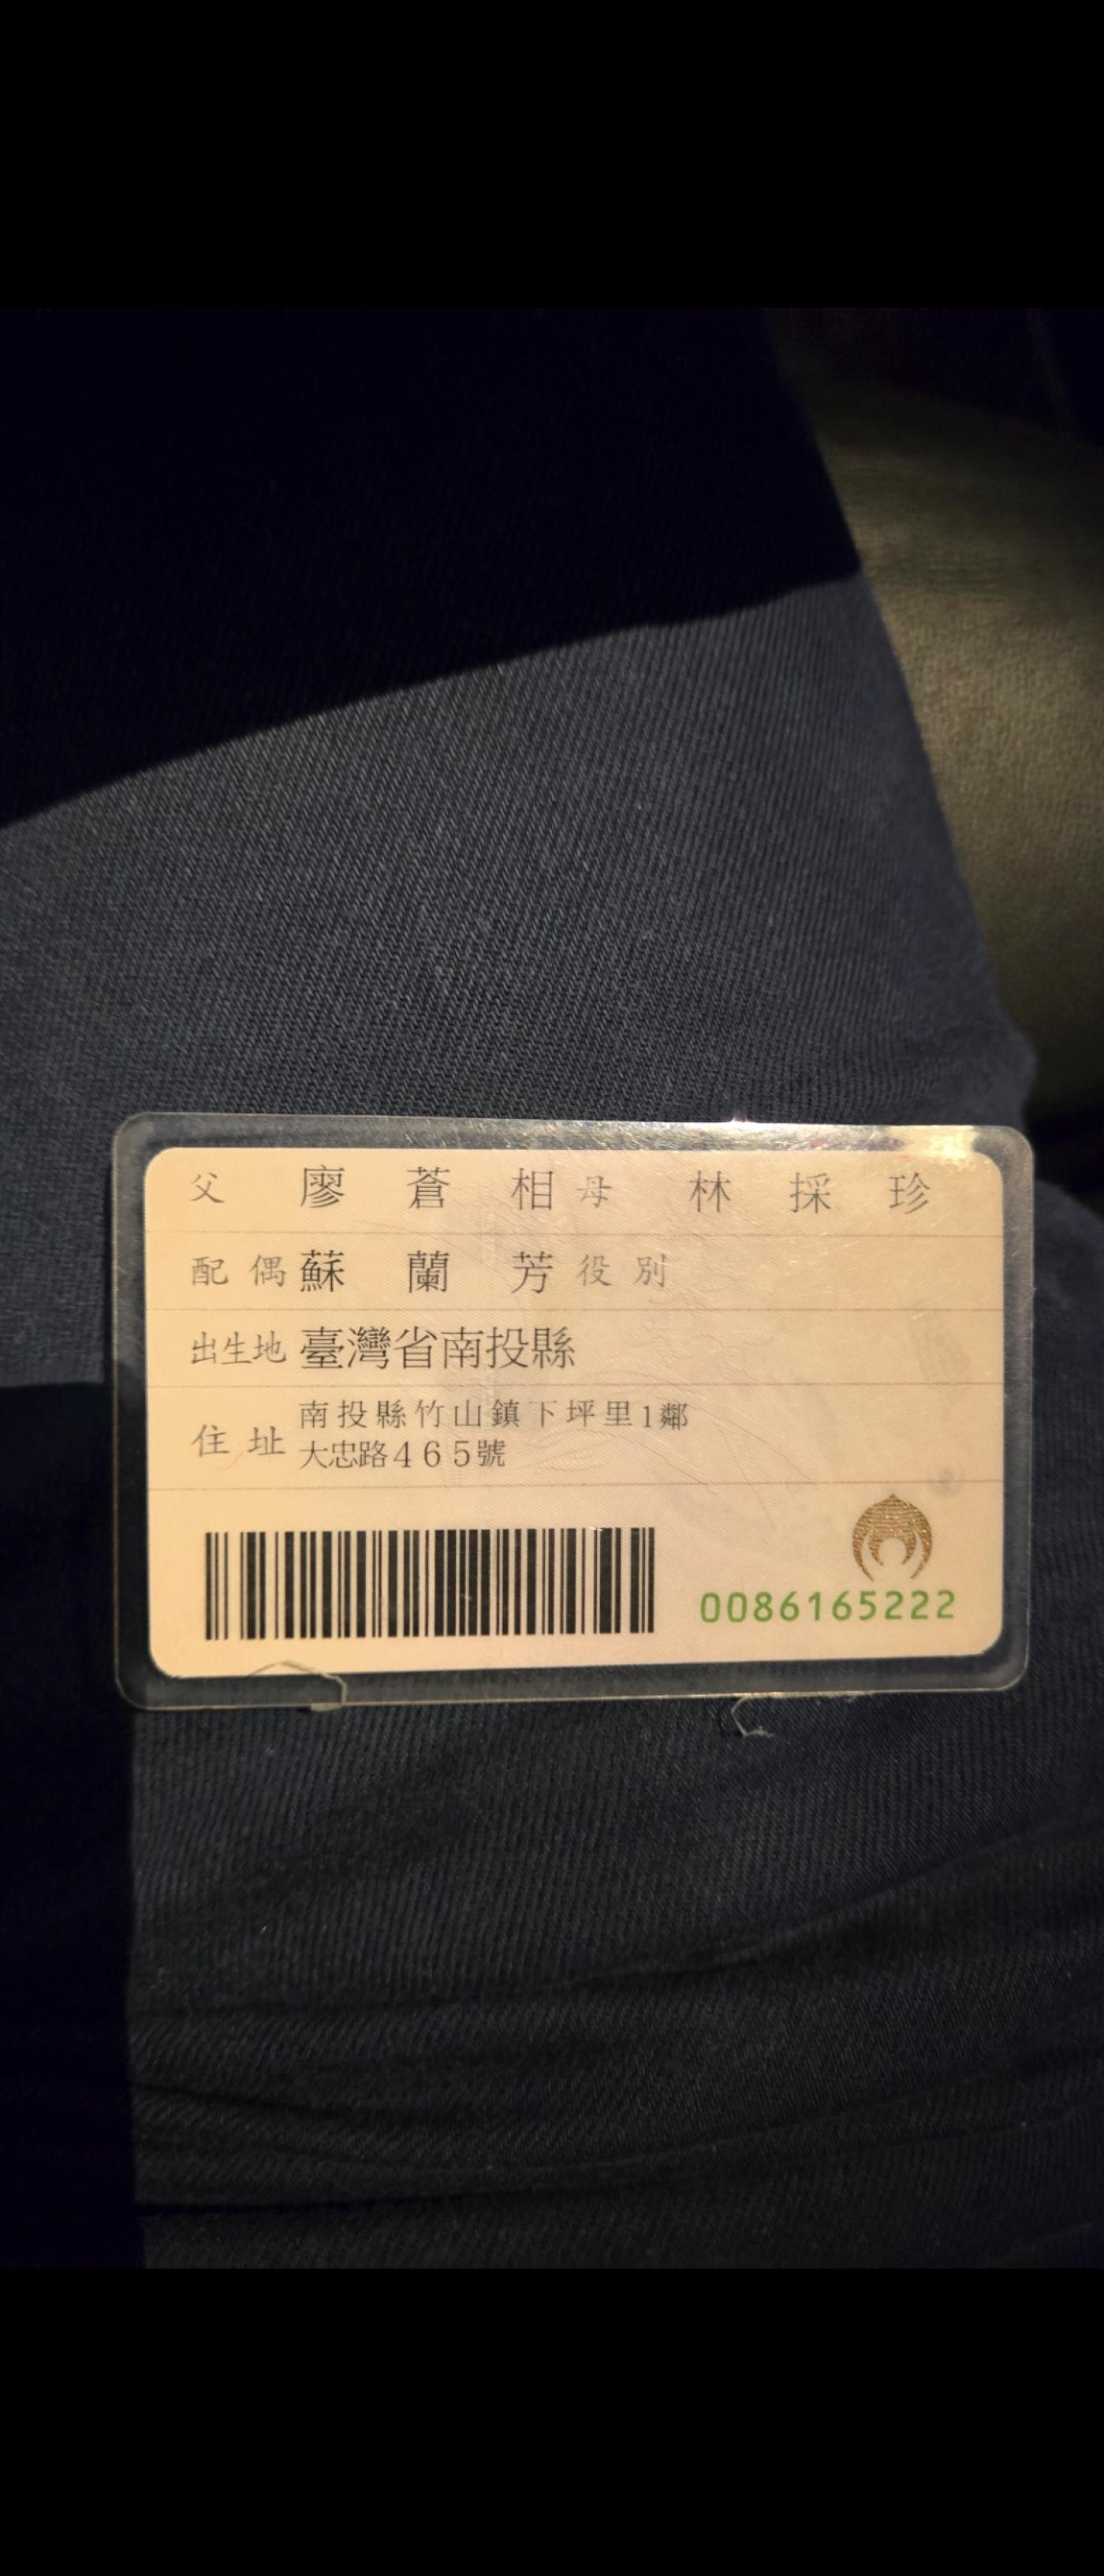 父 廖蒼相 母 林採珍
配偶 蘇蘭芳 役別
出生地 臺灣省南投縣
住址 南投縣竹山鎮下坪里1鄰
大忠路465號
0086165222